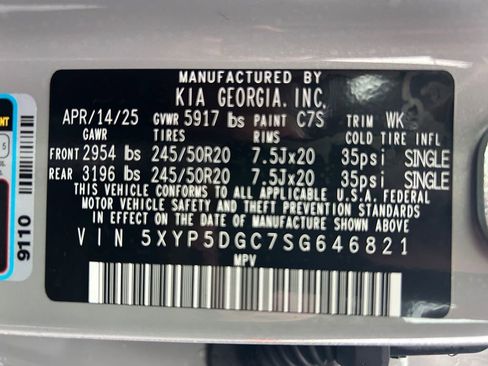 MANUFACTURED BY
KIA GEORGIA. INC.
APR/14/25 GVWR 5917 lbs PAINT C7S TRIM WK
GAWR TIRES RIMS COLD TIRE INFL
FRONT 2954 lbs 245/50R20 7.5Jx20 35psi SINGLE
REAR 3196 lbs 245/50R20 7.5Jx20 35psi SINGLE
THIS VEHICLE CONFORMS TO ALL APPLICABLE U.S.A. FEDERAL
MOTOR VEHICLE SAFETY AND THEFT PREVENTION STANDARDS
IN EFFECT ON THE DATE OF MANUFACTURE SHOWN ABOVE.
VIN 5XYP5DGC7SG646821
MPV
9110
5